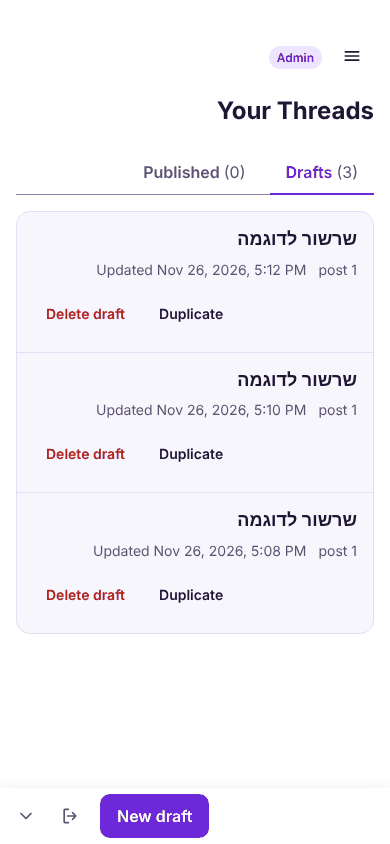 Admin
Your Threads
Drafts (3)
Published (0)
שרשור לדוגמה
post 1
Updated Nov 26, 2026, 5:12 PM
Duplicate
Delete draft
שרשור לדוגמה
post 1
Updated Nov 26, 2026, 5:10 PM
Duplicate
Delete draft
שרשור לדוגמה
post 1
Updated Nov 26, 2026, 5:08 PM
Duplicate
Delete draft
New draft